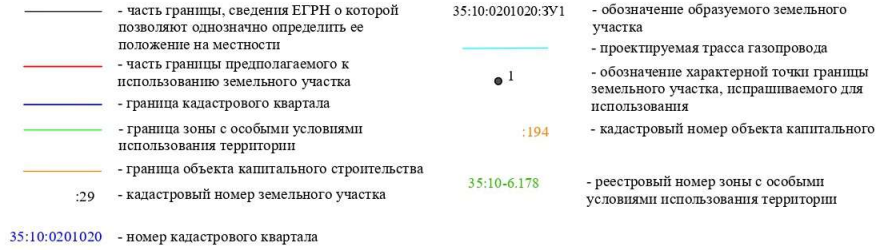 - часть границы, сведения ЕГРН о которой
позволяют однозначно определить ее
положение на местности
- часть границы предполагаемого к
использованию земельного участка
- граница кадастрового квартала
- граница зоны с особыми условиями
использования территории
- граница объекта капитального строительства
:29 - кадастровый номер земельного участка
35:10:0201020 - номер кадастрового квартала
35:10:0201020:ЗУ1 - обозначение образуемого земельного
участка
- проектируемая трасса газопровода
1 - обозначение характерной точки границы
земельного участка, испрашиваемого для
использования
:194 - кадастровый номер объекта капитального
35:10-6.178 - реестровый номер зоны с особыми
условиями использования территории